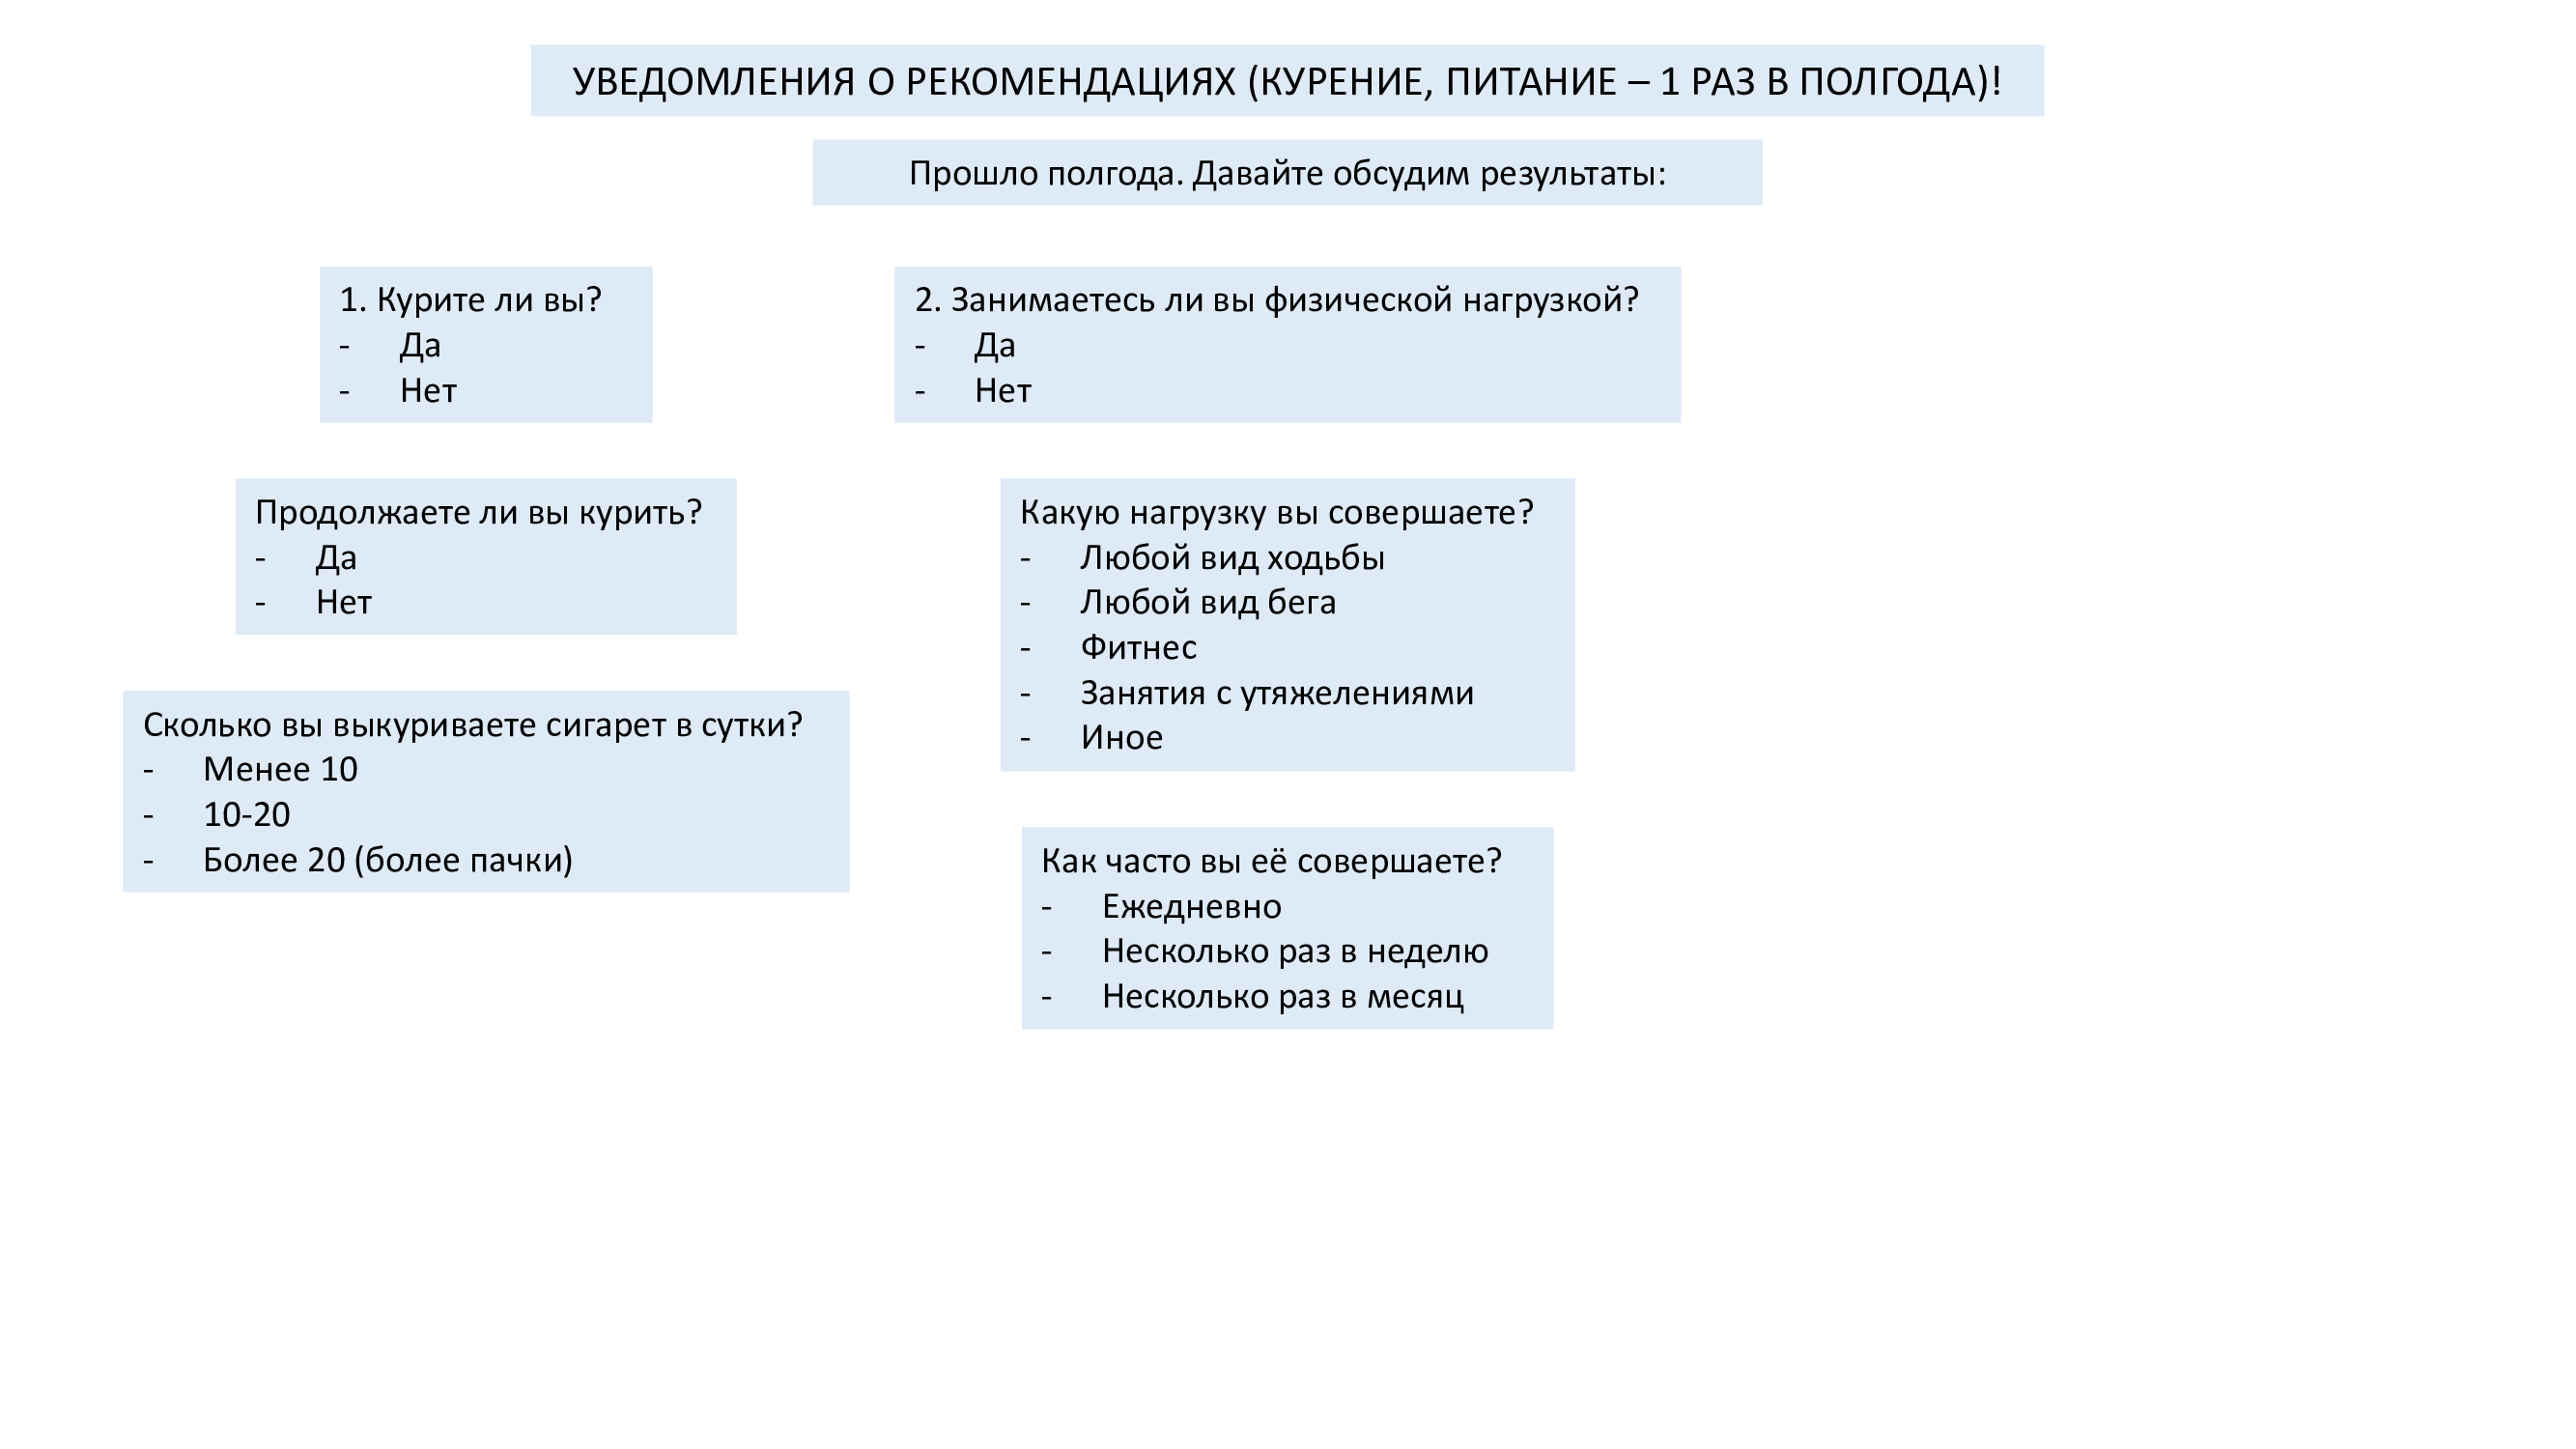 УВЕДОМЛЕНИЯ О РЕКОМЕНДАЦИЯХ (КУРЕНИЕ, ПИТАНИЕ – 1 РАЗ В ПОЛГОДА)!
Прошло полгода. Давайте обсудим результаты:
1. Курите ли вы?
- Да
- Нет
Продолжаете ли вы курить?
- Да
- Нет
Сколько вы выкуриваете сигарет в сутки?
- Менее 10
- 10-20
- Более 20 (более пачки)
2. Занимаетесь ли вы физической нагрузкой?
- Да
- Нет
Какую нагрузку вы совершаете?
- Любой вид ходьбы
- Любой вид бега
- Фитнес
- Занятия с утяжелениями
- Иное
Как часто вы её совершаете?
- Ежедневно
- Несколько раз в неделю
- Несколько раз в месяц